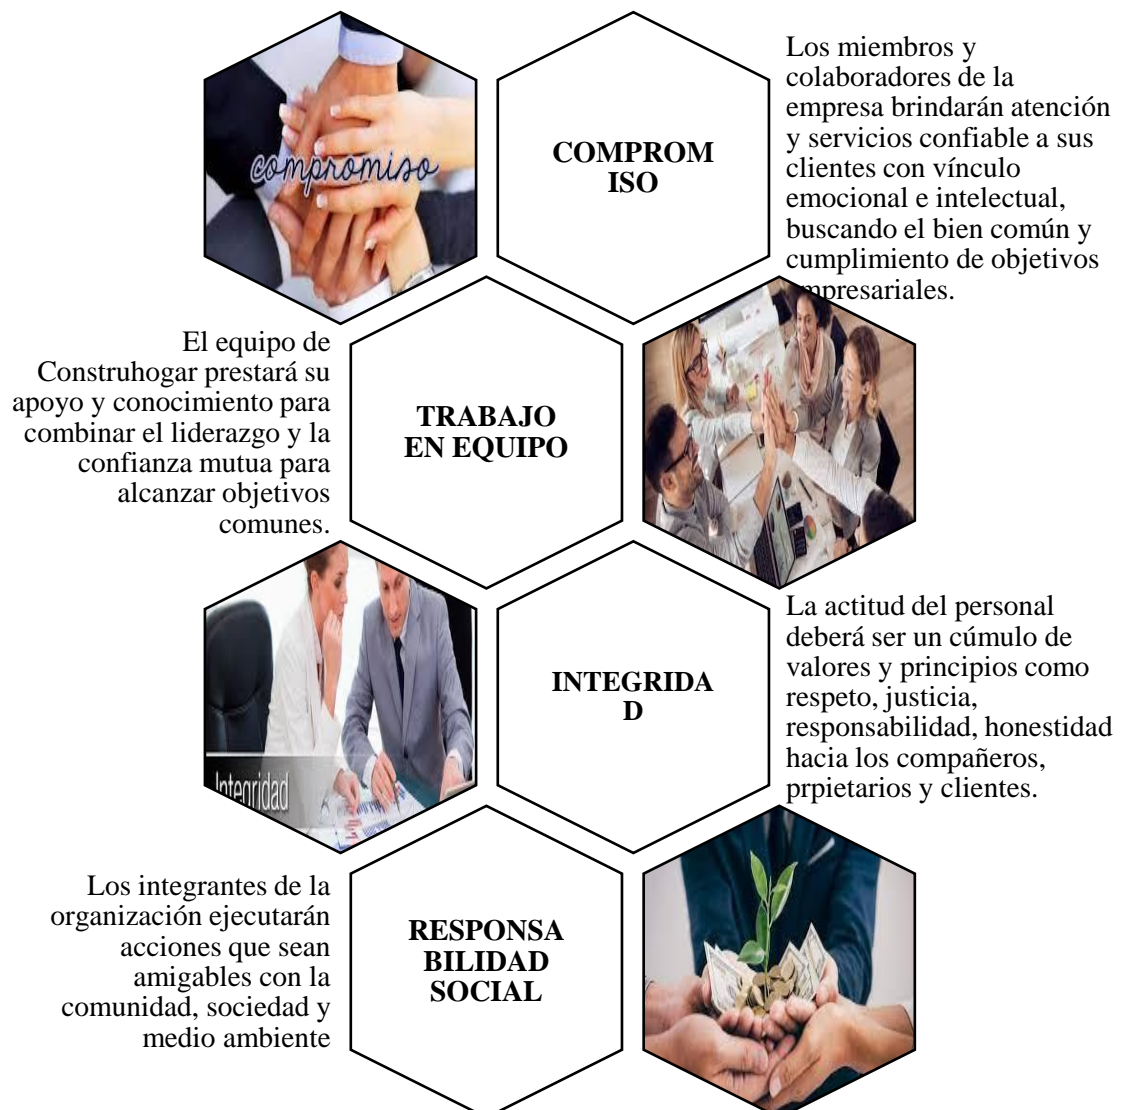 compromiso
COMPROM
ISO
Los miembros y
colaboradores de la
empresa brindarán atención
y servicios confiable a sus
clientes con vínculo
emocional e intelectual,
buscando el bien común y
cumplimiento de objetivos
empresariales.
El equipo de
Construhogar prestará su
apoyo y conocimiento para
combinar el liderazgo y la
confianza mutua para
alcanzar objetivos
comunes.
TRABAJO
EN EQUIPO
Integridad
INTEGRIDA
D
La actitud del personal
deberá ser un cúmulo de
valores y principios como
respeto, justicia,
responsabilidad, honestidad
hacia los compañeros,
prpietarios y clientes.
Los integrantes de la
organización ejecutarán
acciones que sean
amigables con la
comunidad, sociedad y
medio ambiente
RESPONSA
BILIDAD
SOCIAL